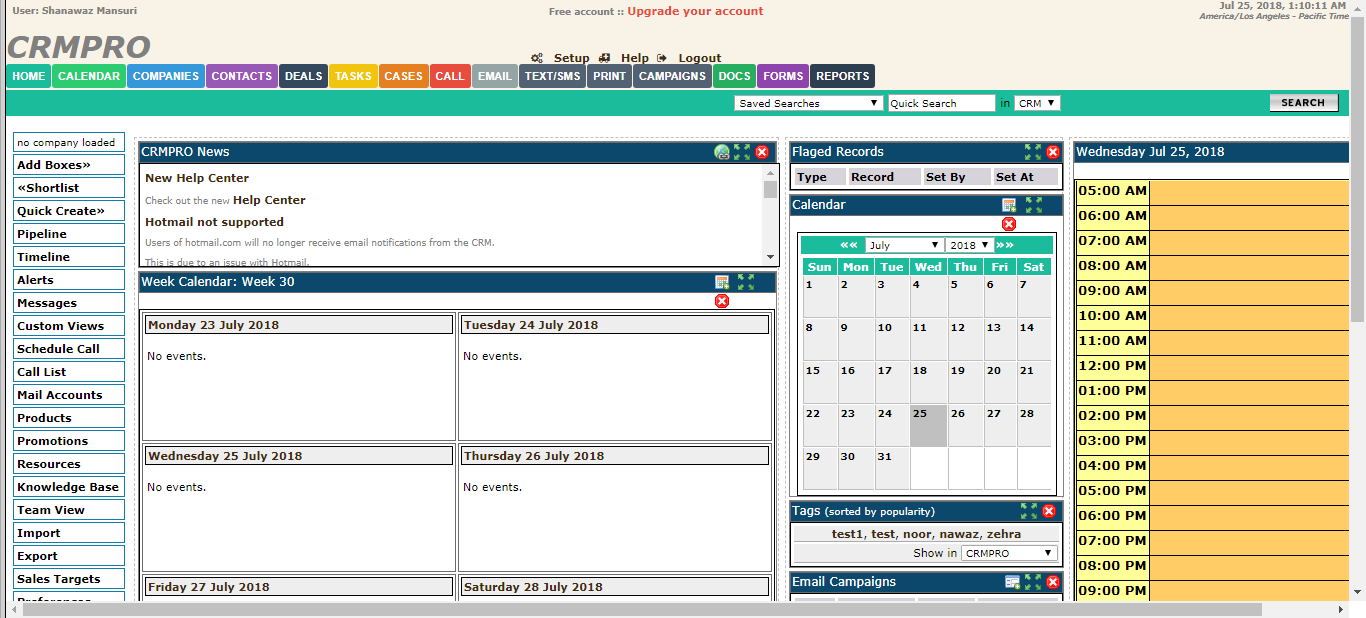 User: Shanawaz Mansuri
Free account :: Upgrade your account
Jul 25, 2018, 1:10:11 AM
America/Los Angeles - Pacific Time
CRMPRO
Setup Help Logout
HOME CALENDAR COMPANIES CONTACTS DEALS TASKS CASES CALL EMAIL TEXT/SMS PRINT CAMPAIGNS DOCS FORMS REPORTS
Saved Searches Quick Search in CRM SEARCH
no company loaded
Add Boxes»
«Shortlist
Quick Create»
Pipeline
Timeline
Alerts
Messages
Custom Views
Schedule Call
Call List
Mail Accounts
Products
Promotions
Resources
Knowledge Base
Team View
Import
Export
Sales Targets
Preferences
CRMPRO News
New Help Center
Check out the new Help Center
Hotmail not supported
Users of hotmail.com will no longer receive email notifications from the CRM.
This is due to an issue with Hotmail.
Week Calendar: Week 30
Monday 23 July 2018 Tuesday 24 July 2018
No events. No events.
Wednesday 25 July 2018 Thursday 26 July 2018
No events. No events.
Friday 27 July 2018 Saturday 28 July 2018
Flaged Records
Type Record Set By Set At
Calendar
«« July 2018 »»
Sun Mon Tue Wed Thu Fri Sat
1 2 3 4 5 6 7
8 9 10 11 12 13 14
15 16 17 18 19 20 21
22 23 24 25 26 27 28
29 30 31
Tags (sorted by popularity)
test1, test, noor, nawaz, zehra
Show in CRMPRO
Email Campaigns
Wednesday Jul 25, 2018
05:00 AM
06:00 AM
07:00 AM
08:00 AM
09:00 AM
10:00 AM
11:00 AM
12:00 PM
01:00 PM
02:00 PM
03:00 PM
04:00 PM
05:00 PM
06:00 PM
07:00 PM
08:00 PM
09:00 PM